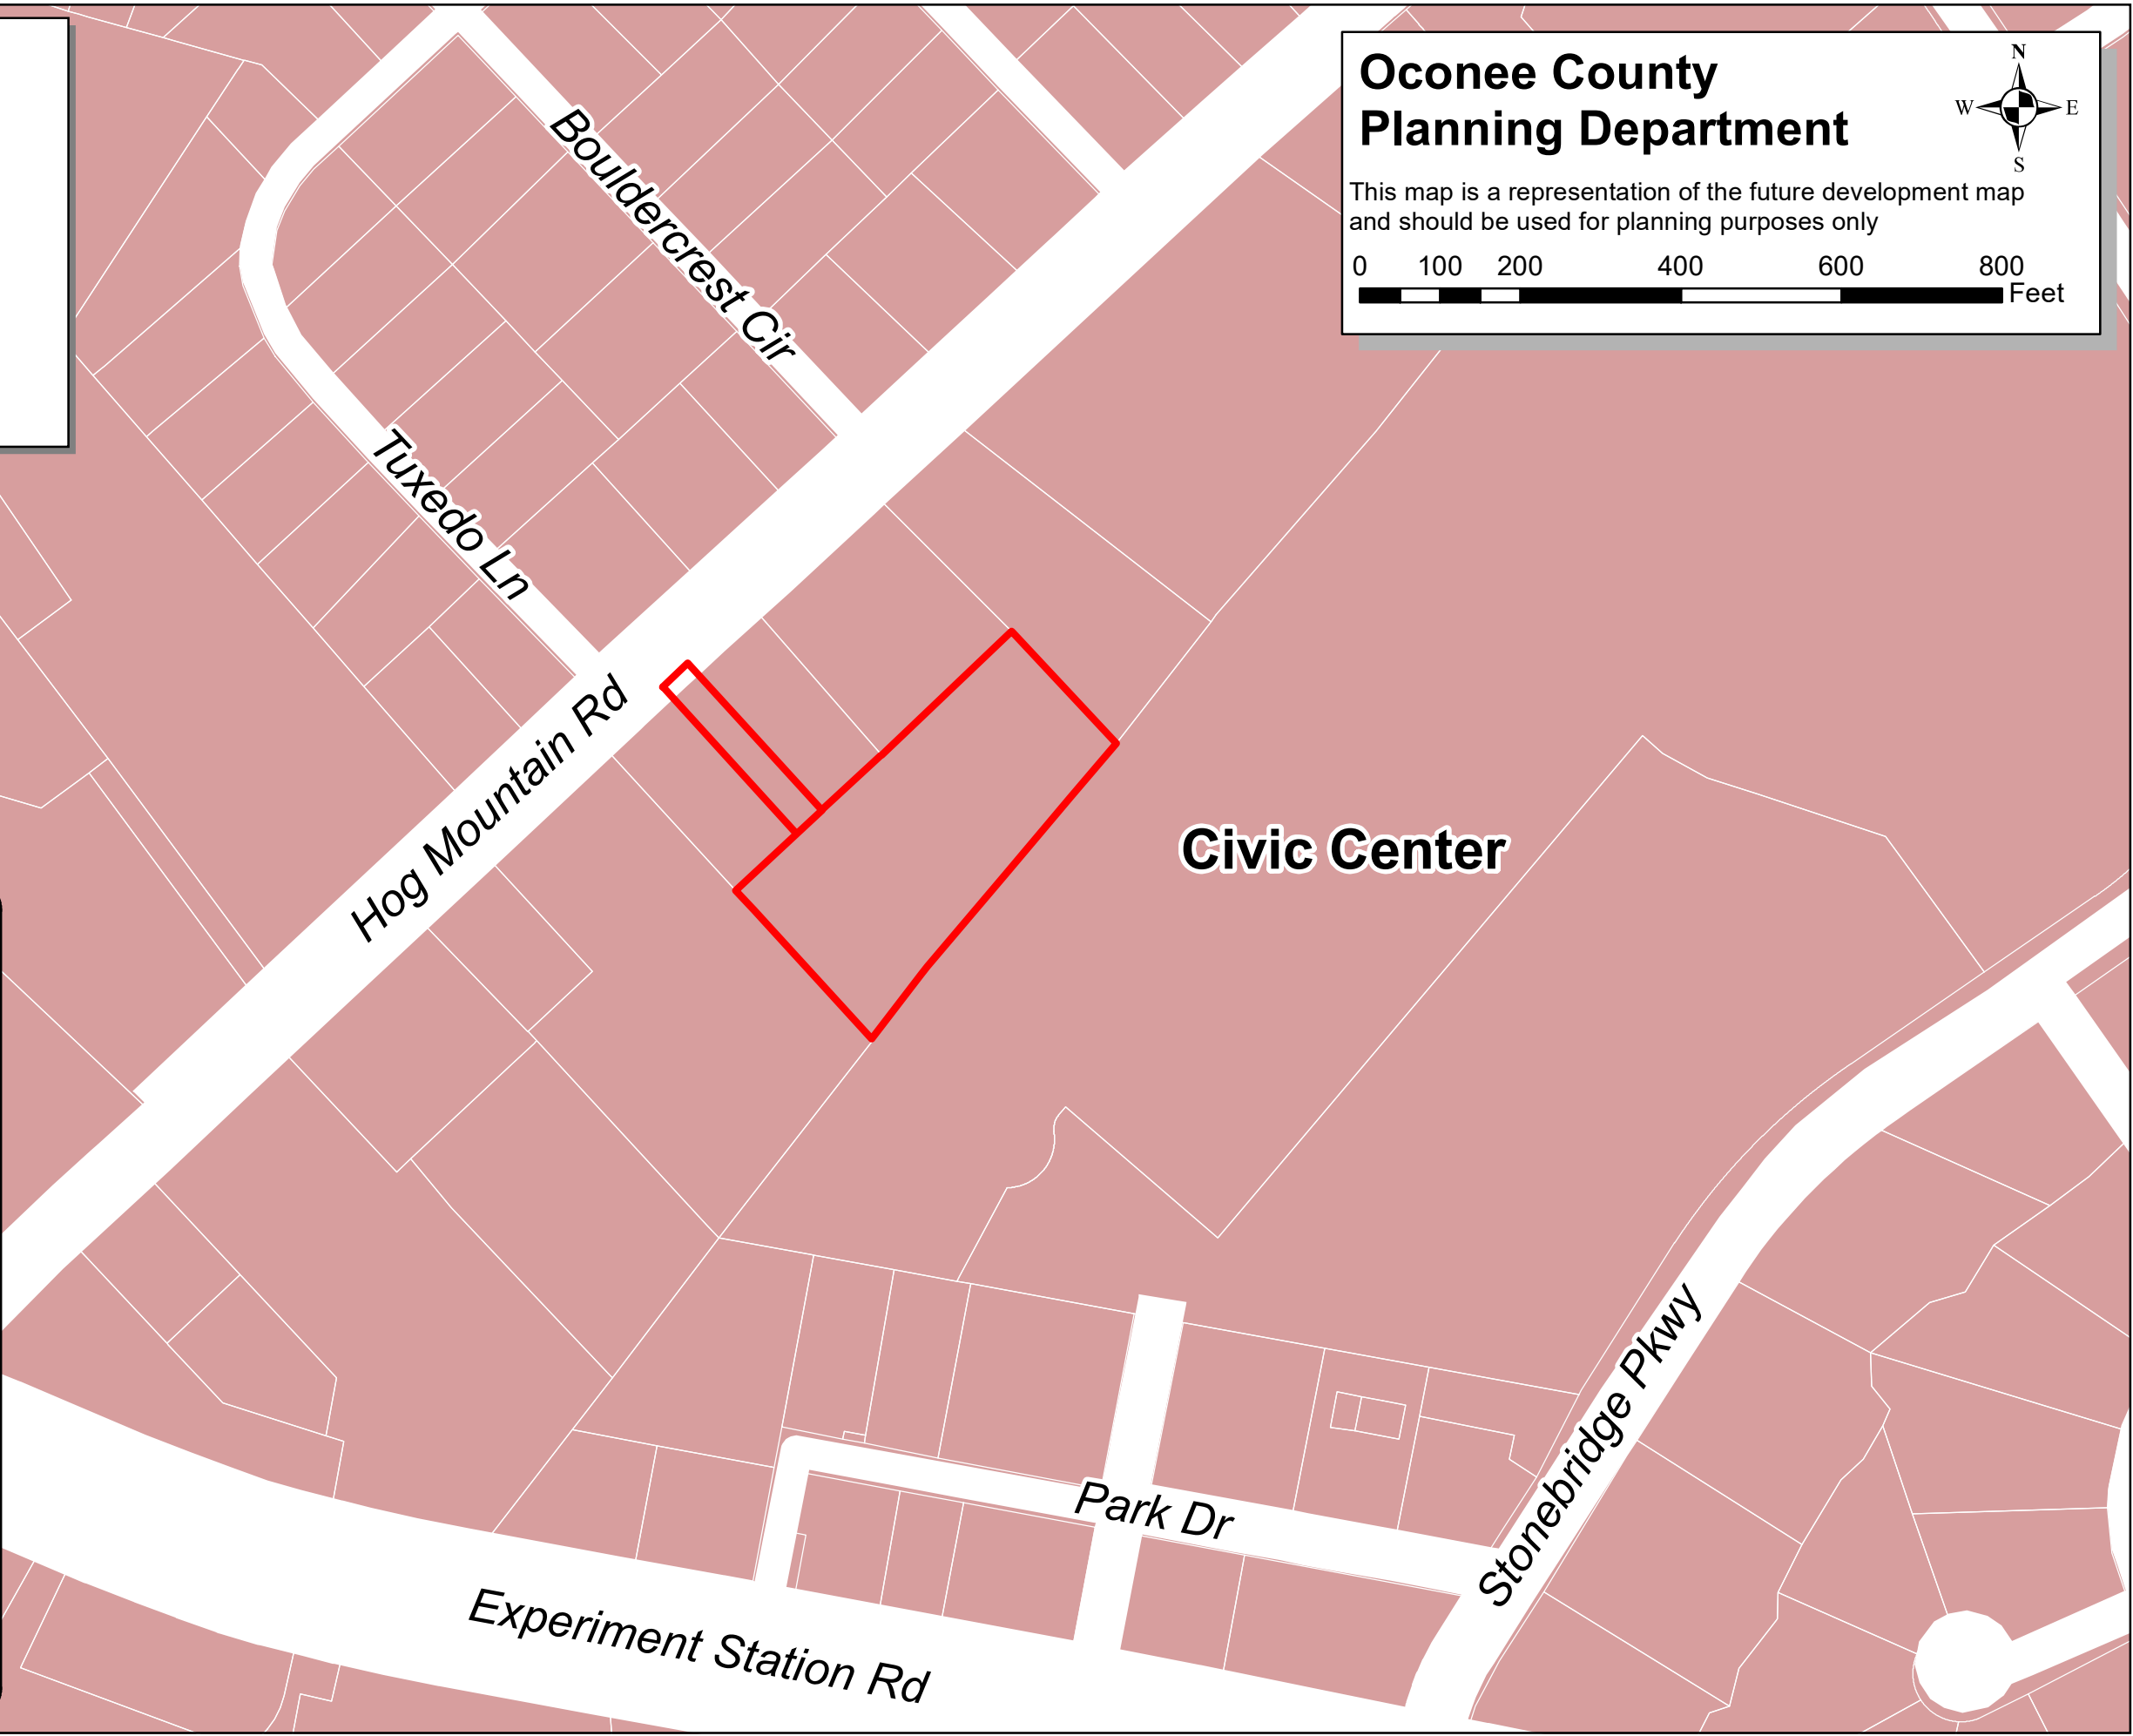 Oconee County
Planning Department
N
W E
S
This map is a representation of the future development map
and should be used for planning purposes only
0 100 200 400 600 800
Feet
Bouldercrest Cir
Tuxedo Ln
Hog Mountain Rd
Civic Center
Stonebridge Pkwy
Park Dr
Experiment Station Rd